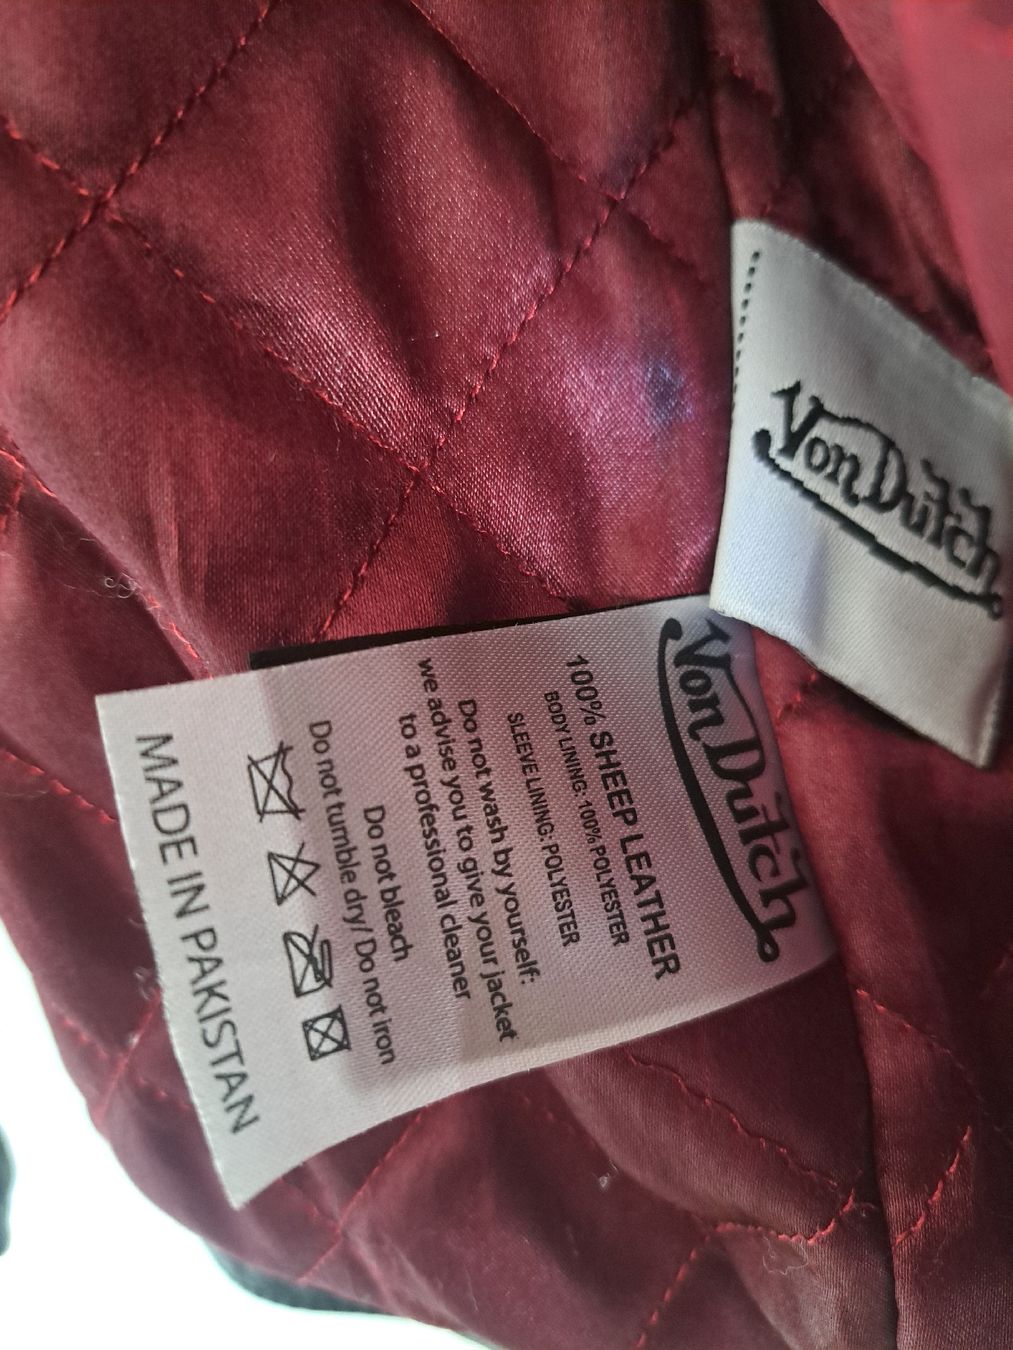 Von Dutch
Von Dutch
100% SHEEP LEATHER
BODY LINING: 100% POLYESTER
SLEEVE LINING: POLYESTER
Do not wash by yourself:
we advise you to give your jacket
to a professional cleaner
Do not bleach
Do not tumble dry/ Do not iron
MADE IN PAKISTAN